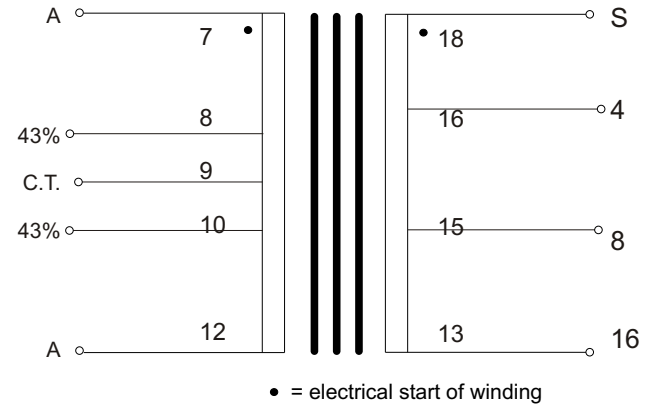 A 7 18 S
8 16 4
43%
C.T. 9
43% 10 15 8
A 12 13 16
• = electrical start of winding